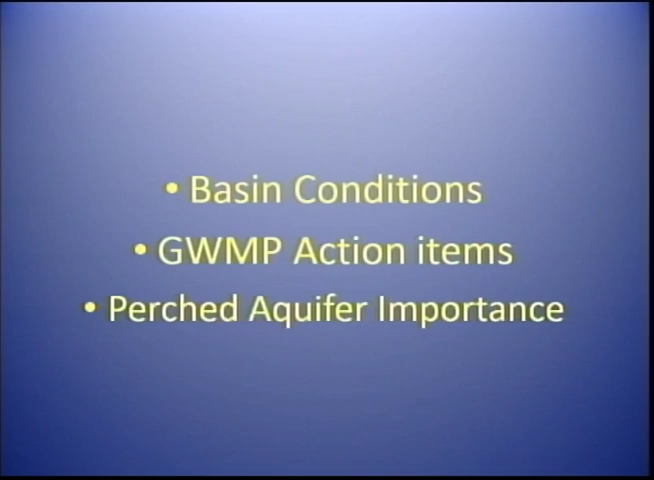 • Basin Conditions
• GWMP Action items
• Perched Aquifer Importance